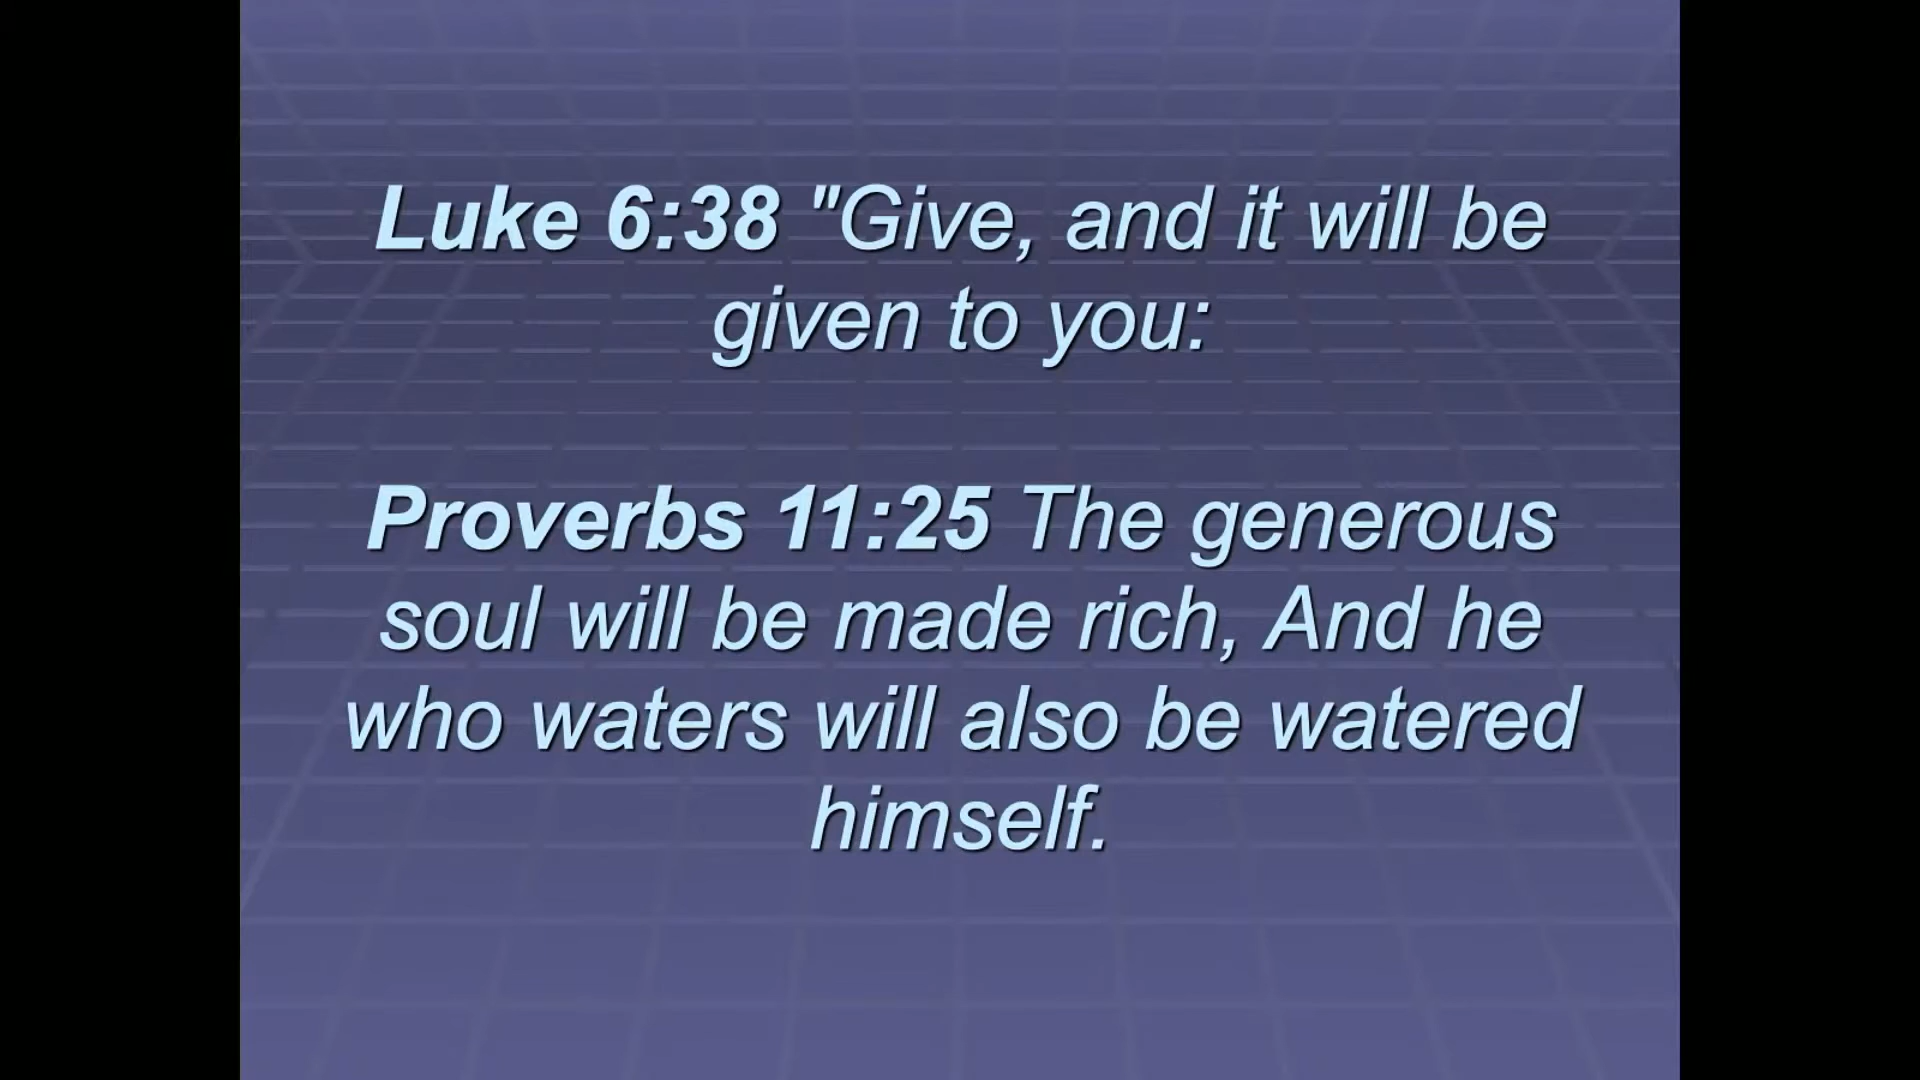 Luke 6:38 "Give, and it will be
given to you:
Proverbs 11:25 The generous
soul will be made rich, And he
who waters will also be watered
himself.